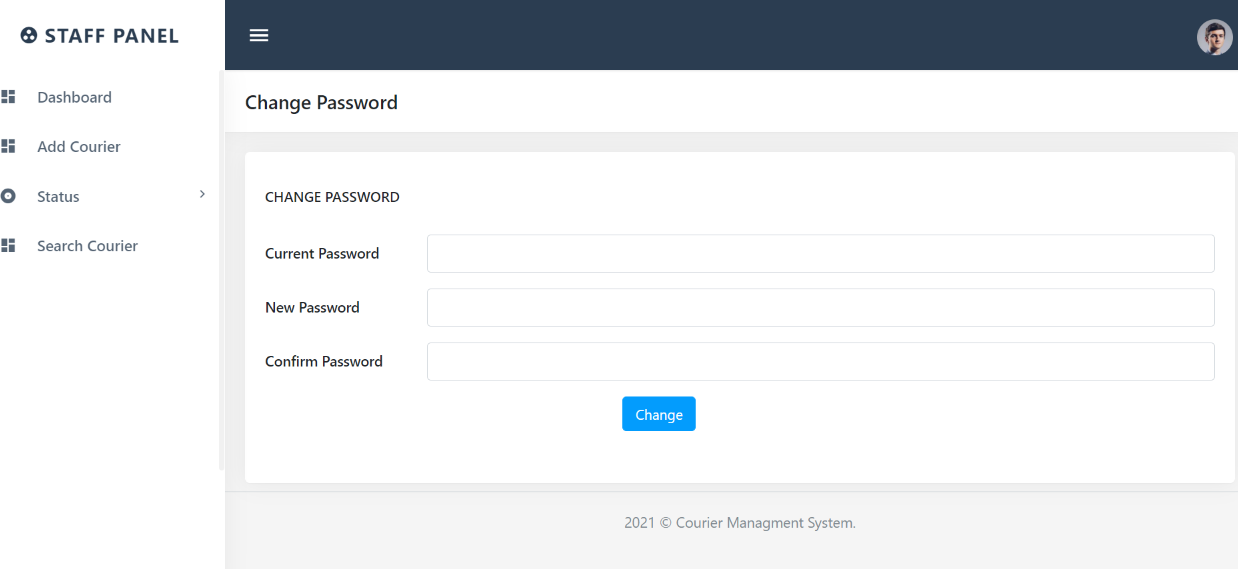 STAFF PANEL
Dashboard
Add Courier
Status
Search Courier
Change Password
CHANGE PASSWORD
Current Password
New Password
Confirm Password
Change
2021 © Courier Managment System.